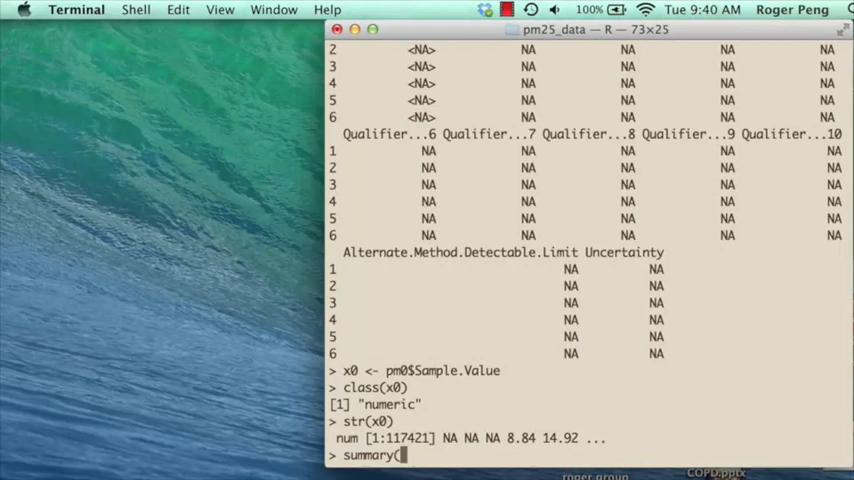 Terminal Shell Edit View Window Help 100% Tue 9:40 AM Roger Peng
pm25_data — R — 73×25
2 <NA> NA NA NA NA
3 <NA> NA NA NA NA
4 <NA> NA NA NA NA
5 <NA> NA NA NA NA
6 <NA> NA NA NA NA
Qualifier...6 Qualifier...7 Qualifier...8 Qualifier...9 Qualifier...10
1 NA NA NA NA NA
2 NA NA NA NA NA
3 NA NA NA NA NA
4 NA NA NA NA NA
5 NA NA NA NA NA
6 NA NA NA NA NA
Alternate.Method.Detectable.Limit Uncertainty
1 NA NA
2 NA NA
3 NA NA
4 NA NA
5 NA NA
6 NA NA
> x0 <- pm0$Sample.Value
> class(x0)
[1] "numeric"
> str(x0)
num [1:117421] NA NA NA 8.84 14.92 ...
> summary(
roger group COPD.pptx